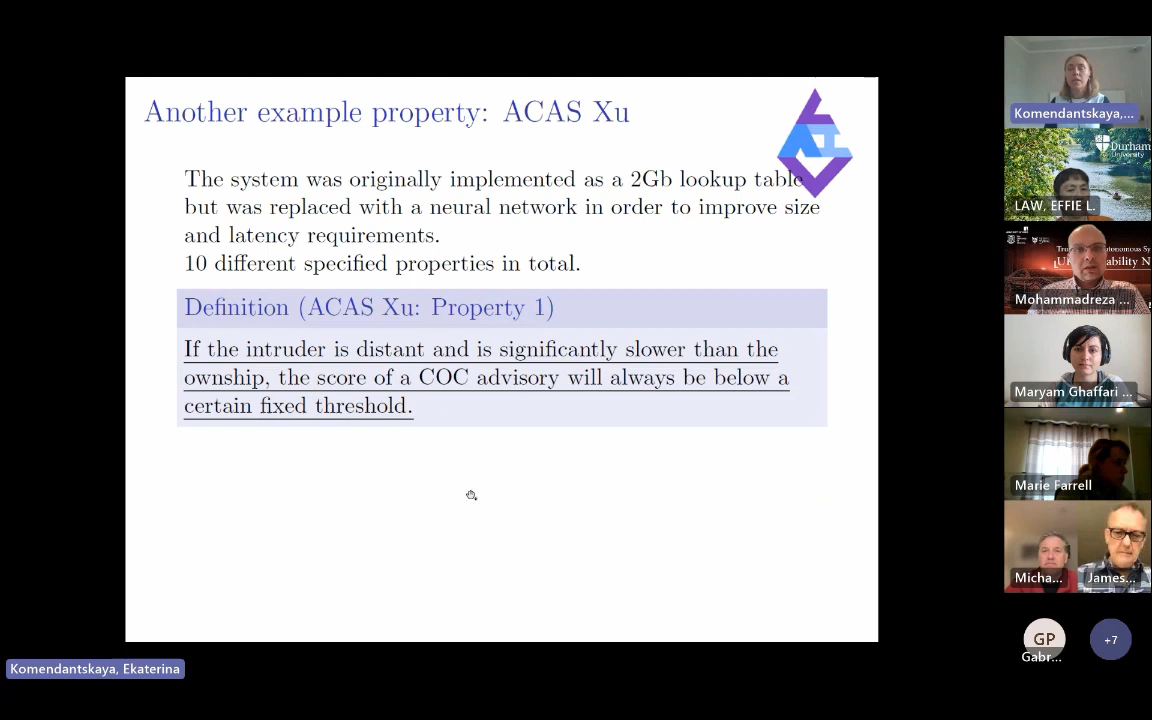 Another example property: ACAS Xu
The system was originally implemented as a 2Gb lookup table
but was replaced with a neural network in order to improve size
and latency requirements.
10 different specified properties in total.
Definition (ACAS Xu: Property 1)
If the intruder is distant and is significantly slower than the
ownship, the score of a COC advisory will always be below a
certain fixed threshold.
Komendantskaya, Ekaterina
Komendantskaya,...
Durham
University
LAW, EFFIE L.
Mohammadreza ...
Maryam Ghaffari ...
Marie Farrell
Micha...
James...
GP
Gabr...
+7